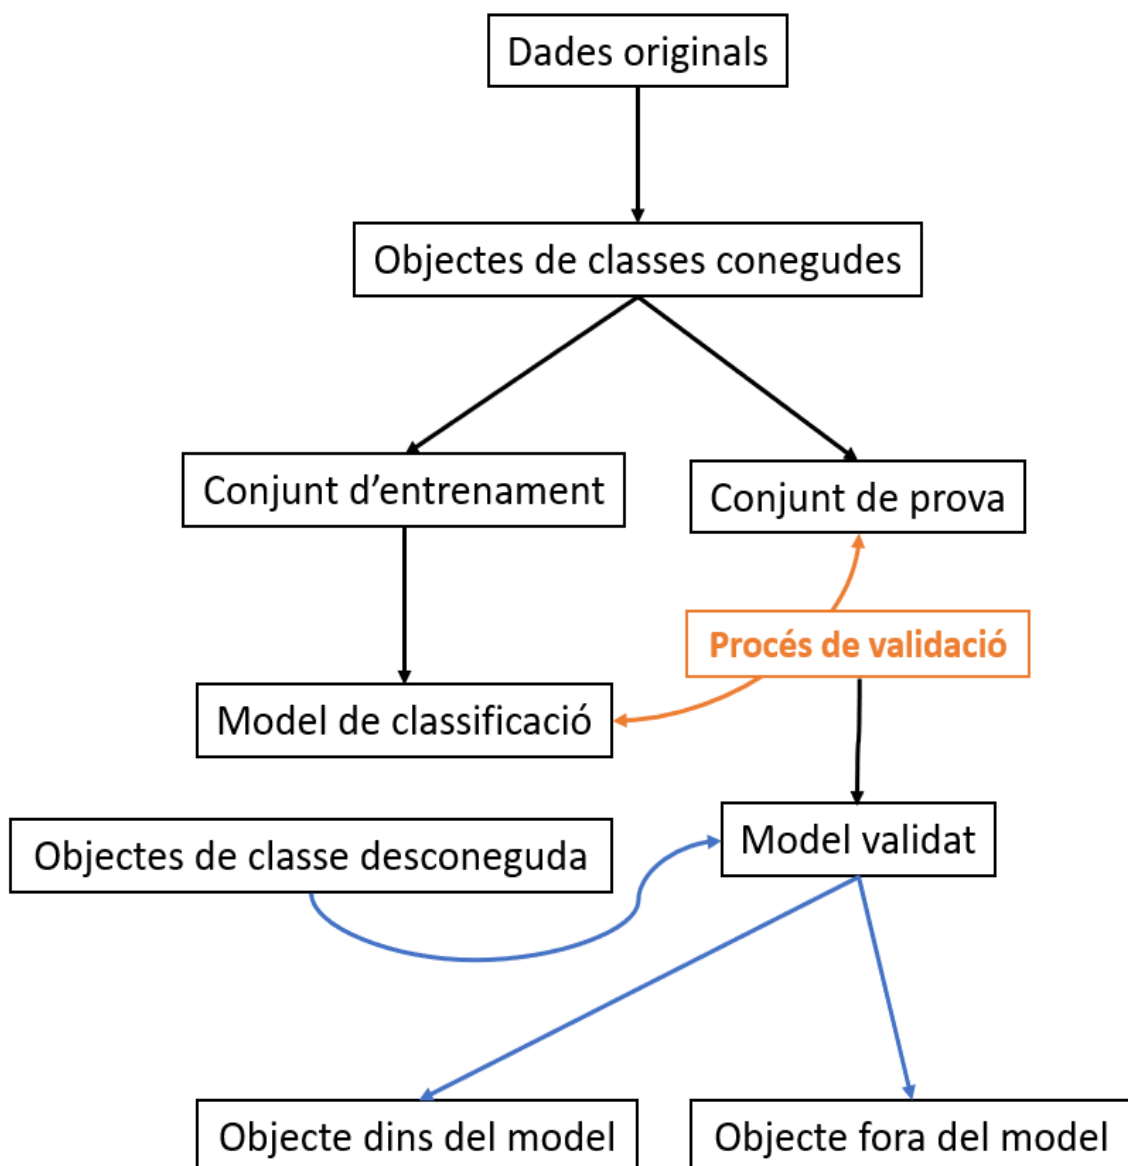 Dades originals
Objectes de classes conegudes
Conjunt d’entrenament
Conjunt de prova
Procés de validació
Model de classificació
Model validat
Objectes de classe desconeguda
Objecte dins del model
Objecte fora del model